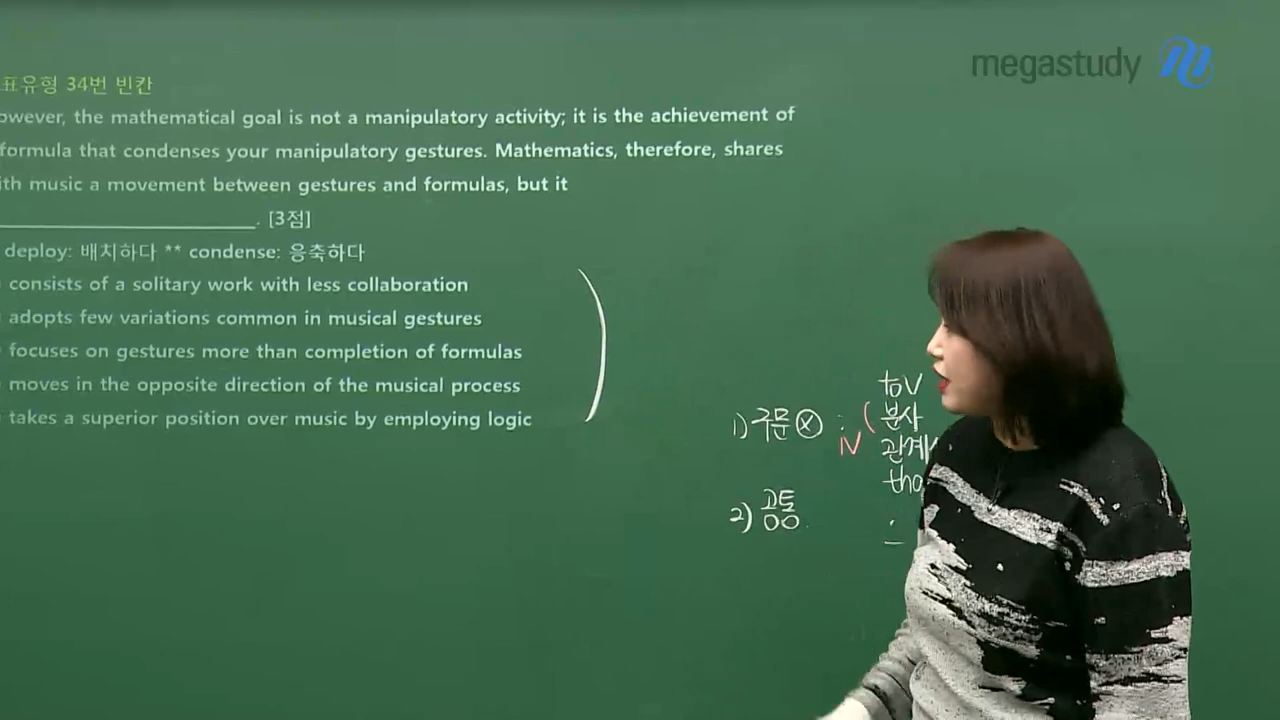 megastudy
표유형 34번 빈칸
owever, the mathematical goal is not a manipulatory activity; it is the achievement of
formula that condenses your manipulatory gestures. Mathematics, therefore, shares
ith music a movement between gestures and formulas, but it
. [3점]
deploy: 배치하다 ** condense: 응축하다
consists of a solitary work with less collaboration
adopts few variations common in musical gestures
focuses on gestures more than completion of formulas
moves in the opposite direction of the musical process
takes a superior position over music by employing logic
toV
1) 구문 ⓧ : ( 분사
IV 관계
tha
2) 공통